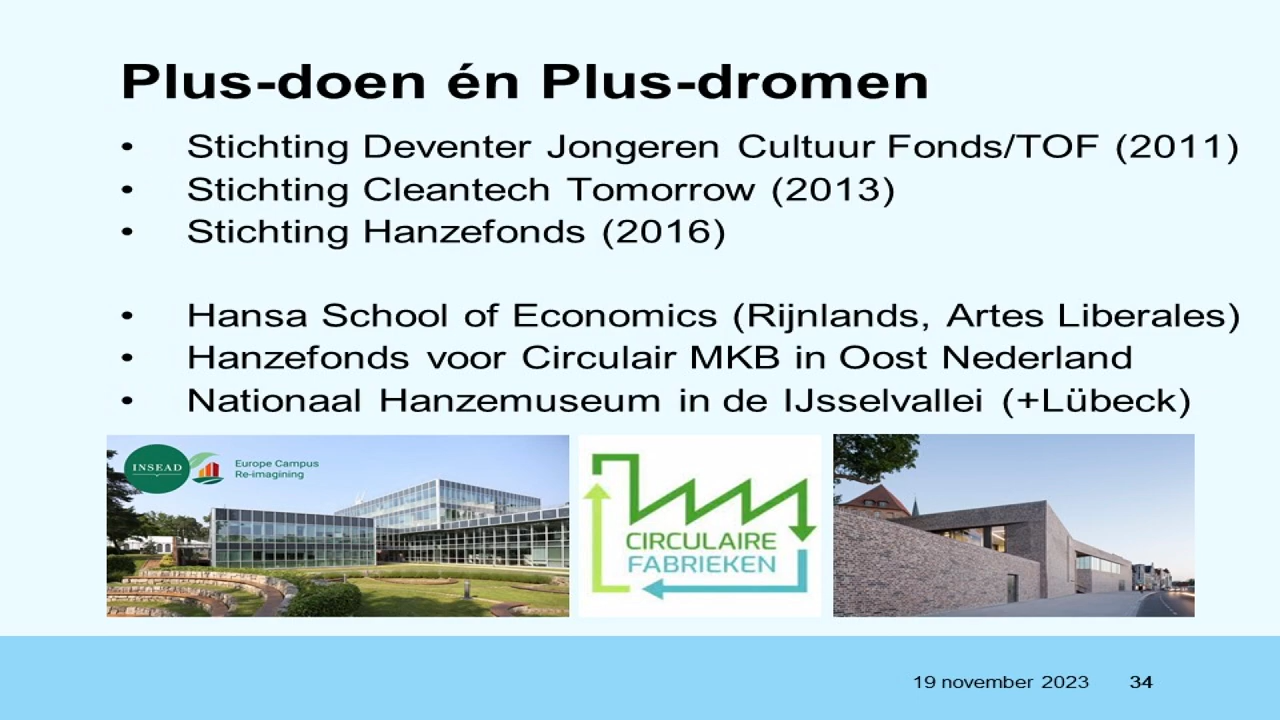 Plus-doen én Plus-dromen
• Stichting Deventer Jongeren Cultuur Fonds/TOF (2011)
• Stichting Cleantech Tomorrow (2013)
• Stichting Hanzefonds (2016)
• Hansa School of Economics (Rijnlands, Artes Liberales)
• Hanzefonds voor Circulair MKB in Oost Nederland
• Nationaal Hanzemuseum in de IJsselvallei (+Lübeck)
INSEAD
Europe Campus
Re-imagining
CIRCULAIRE
FABRIEKEN
19 november 2023 34